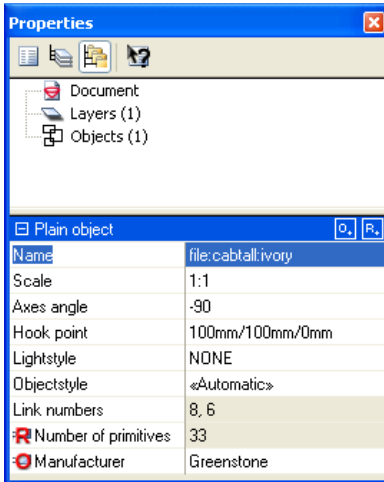 Properties
Document
Layers (1)
Objects (1)
Plain object O. R.
Name file:cabtall:ivory
Scale 1:1
Axes angle -90
Hook point 100mm/100mm/0mm
Lightstyle NONE
Objectstyle «Automatic»
Link numbers 8, 6
R Number of primitives 33
O Manufacturer Greenstone